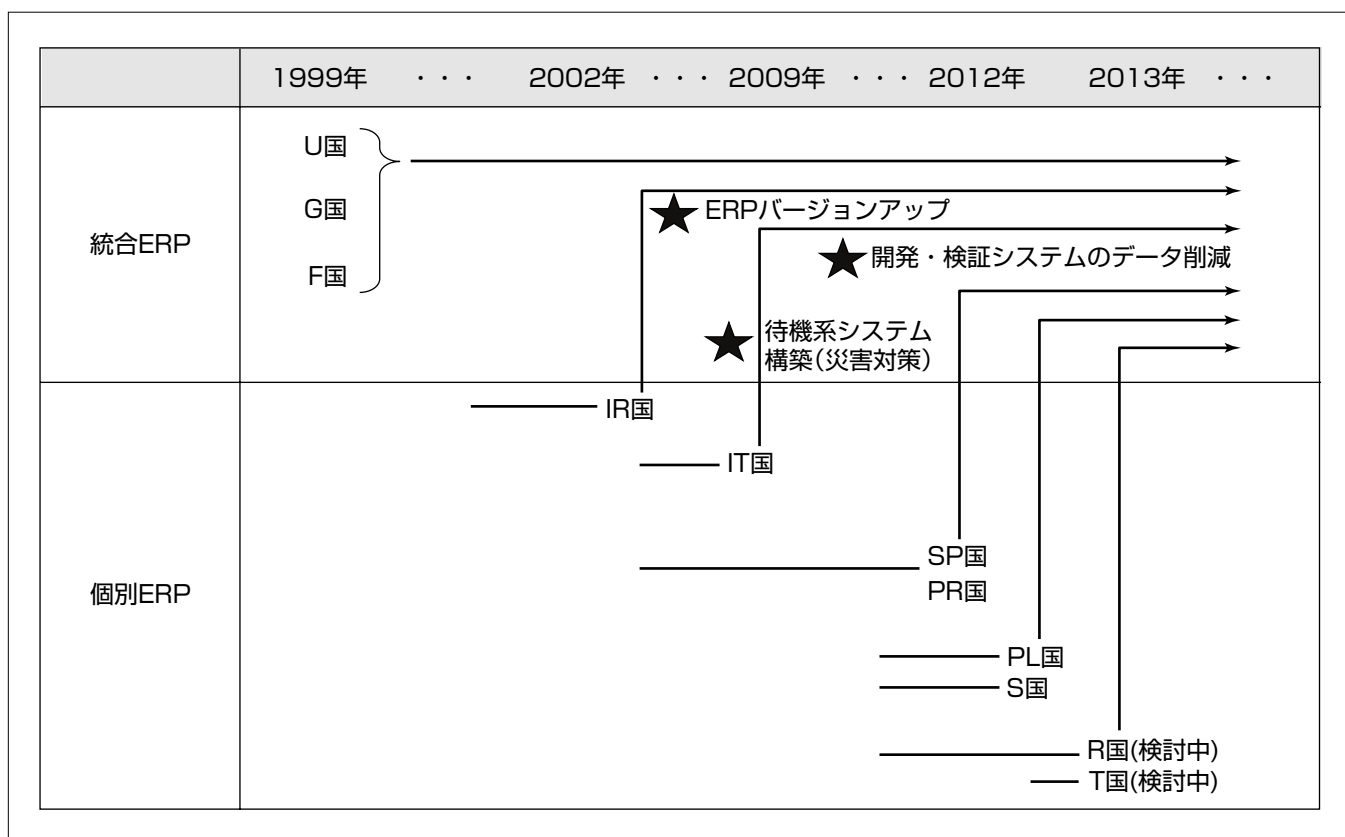 1999年 ・・・ 2002年 ・・・ 2009年 ・・・ 2012年 2013年 ・・・
統合ERP
U国
G国
F国
ERPバージョンアップ
開発・検証システムのデータ削減
待機系システム
構築(災害対策)
個別ERP
IR国
IT国
SP国
PR国
PL国
S国
R国(検討中)
T国(検討中)